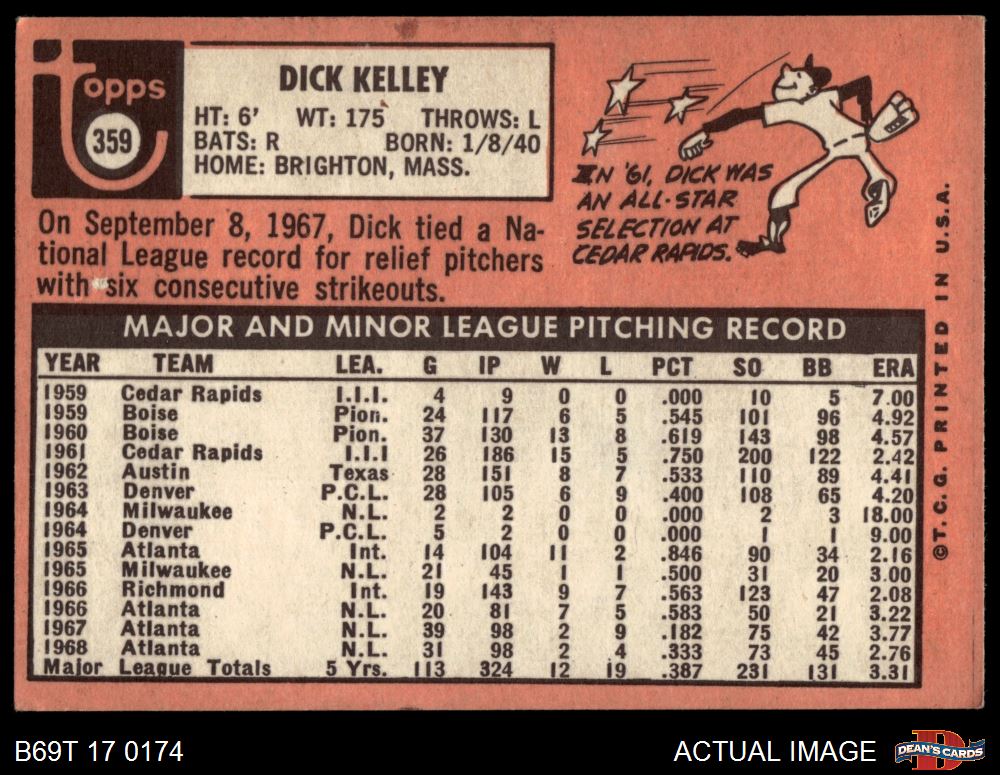 Topps
359
DICK KELLEY
HT: 6' WT: 175 THROWS: L
BATS: R BORN: 1/8/40
HOME: BRIGHTON, MASS.
On September 8, 1967, Dick tied a Na-
tional League record for relief pitchers
with six consecutive strikeouts.
IN '61, DICK WAS
AN ALL-STAR
SELECTION AT
CEDAR RAPIDS.
MAJOR AND MINOR LEAGUE PITCHING RECORD
YEAR TEAM LEA. G IP W L PCT SO BB ERA
1959 Cedar Rapids I.I.I. 4 9 0 0 .000 10 5 7.00
1959 Boise Pion. 24 117 6 5 .545 101 96 4.92
1960 Boise Pion. 37 130 13 8 .619 143 98 4.57
1961 Cedar Rapids I.I.I 26 186 15 5 .750 200 122 2.42
1962 Austin Texas 28 151 8 7 .533 110 89 4.41
1963 Denver P.C.L. 28 105 6 9 .400 108 65 4.20
1964 Milwaukee N.L. 2 2 0 0 .000 2 3 18.00
1964 Denver P.C.L. 5 2 0 0 .000 1 1 9.00
1965 Atlanta Int. 14 104 11 2 .846 90 34 2.16
1965 Milwaukee N.L. 21 45 1 1 .500 31 20 3.00
1966 Richmond Int. 19 143 9 7 .563 123 47 2.08
1966 Atlanta N.L. 20 81 7 5 .583 50 21 3.22
1967 Atlanta N.L. 39 98 2 9 .182 75 42 3.77
1968 Atlanta N.L. 31 98 2 4 .333 73 45 2.76
Major League Totals 5 Yrs. 113 324 12 19 .387 231 131 3.31
©T.C.G. PRINTED IN U.S.A.
B69T 17 0174
ACTUAL IMAGE
DEAN'S CARDS